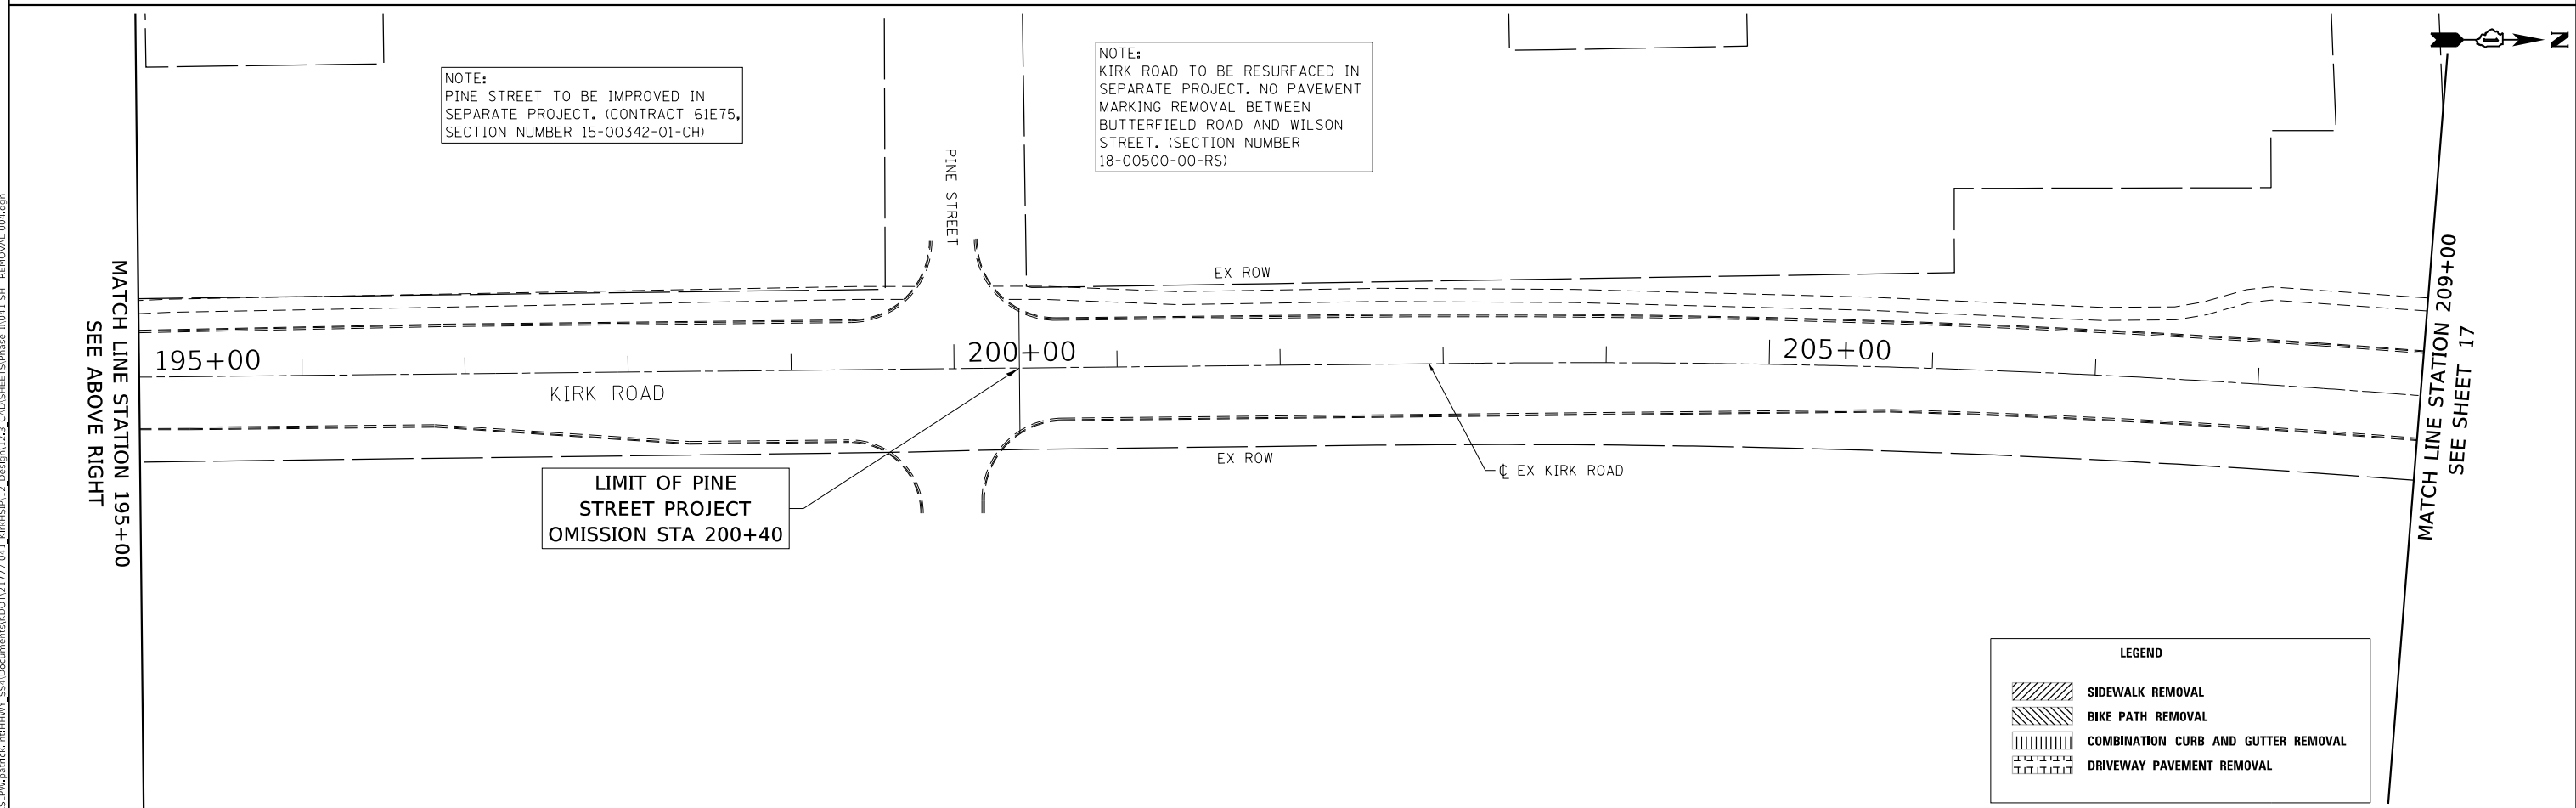 N
NOTE:
PINE STREET TO BE IMPROVED IN
SEPARATE PROJECT. (CONTRACT 61E75,
SECTION NUMBER 15-00342-01-CH)
NOTE:
KIRK ROAD TO BE RESURFACED IN
SEPARATE PROJECT. NO PAVEMENT
MARKING REMOVAL BETWEEN
BUTTERFIELD ROAD AND WILSON
STREET. (SECTION NUMBER
18-00500-00-RS)
PINE STREET
EX ROW
MATCH LINE STATION 195+00
SEE ABOVE RIGHT
195+00
200+00
205+00
KIRK ROAD
EX ROW
℄ EX KIRK ROAD
LIMIT OF PINE
STREET PROJECT
OMISSION STA 200+40
MATCH LINE STATION 209+00
SEE SHEET 17
LEGEND
SIDEWALK REMOVAL
BIKE PATH REMOVAL
COMBINATION CURB AND GUTTER REMOVAL
DRIVEWAY PAVEMENT REMOVAL